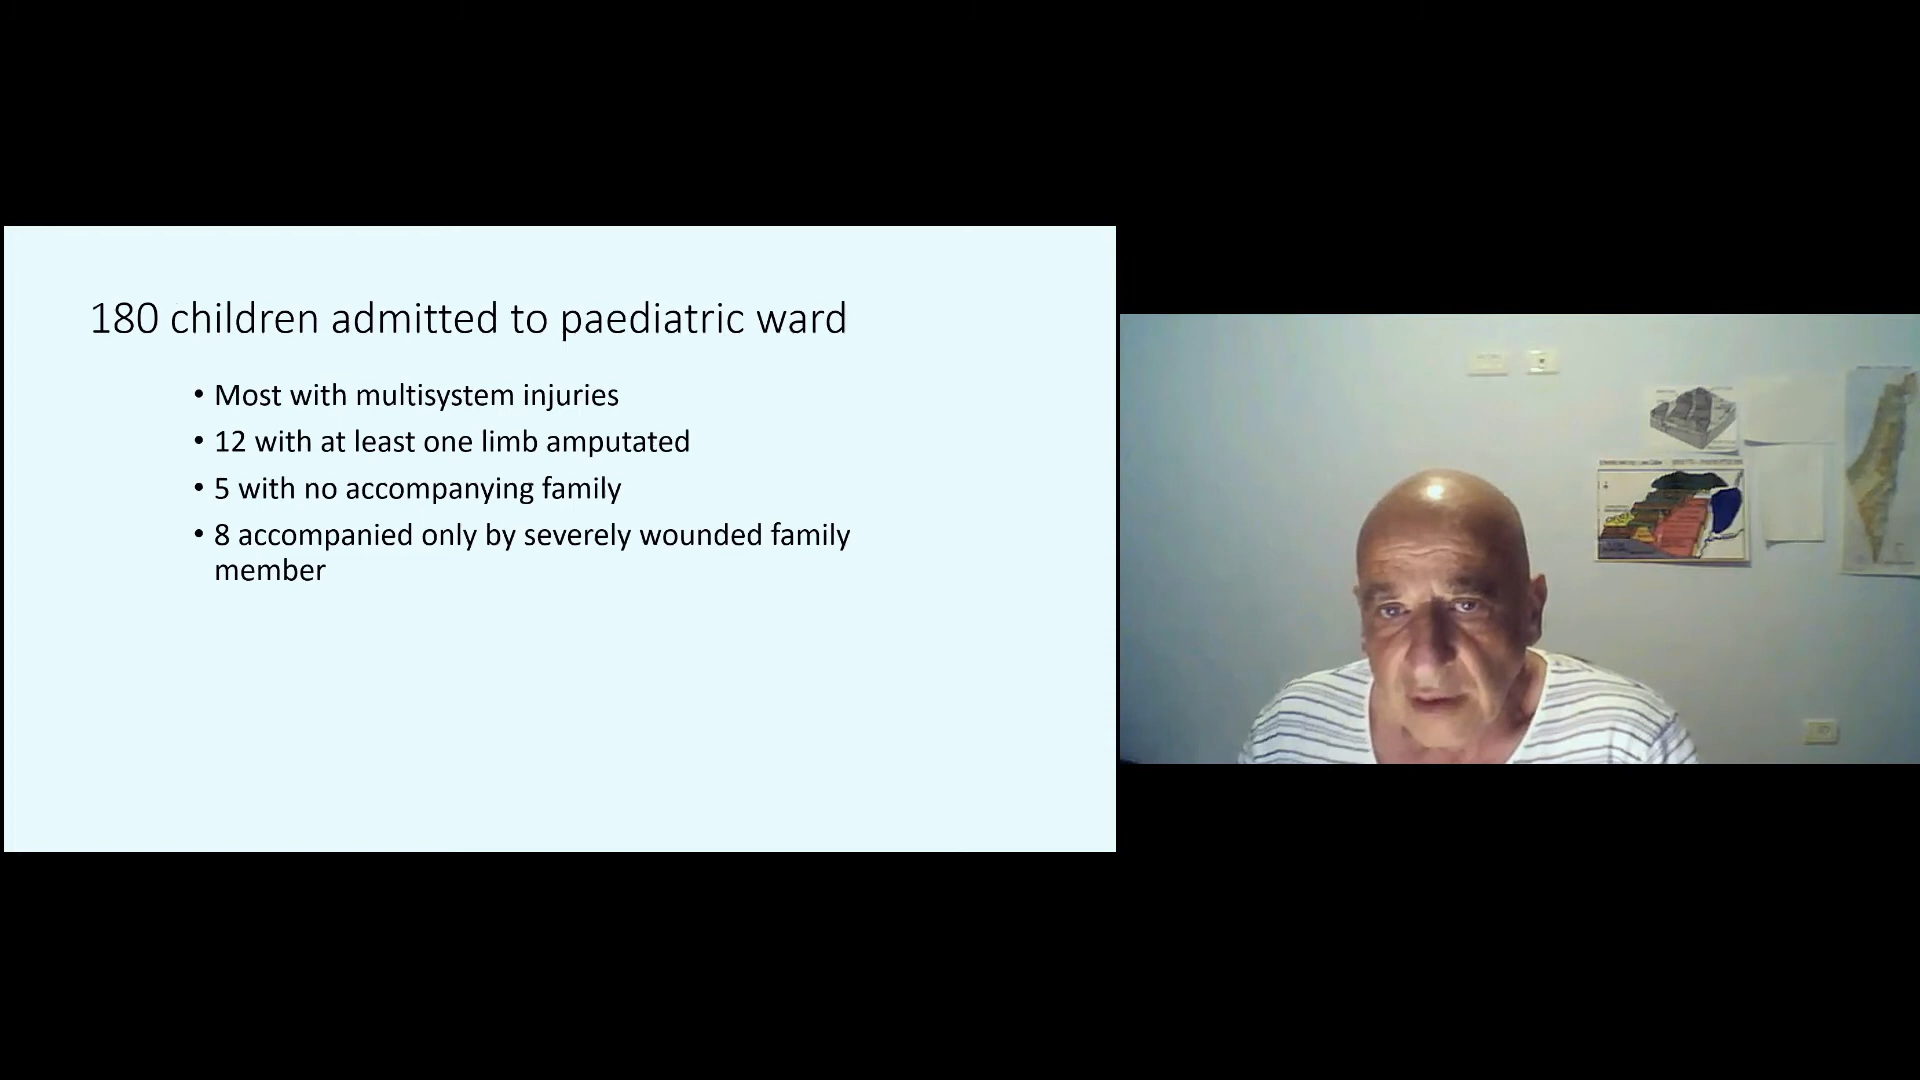 180 children admitted to paediatric ward
• Most with multisystem injuries
• 12 with at least one limb amputated
• 5 with no accompanying family
• 8 accompanied only by severely wounded family
member